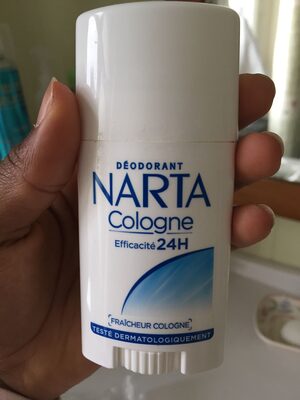 DÉODORANT
NARTA
Cologne
Efficacité 24H
FRAÎCHEUR COLOGNE
TESTÉ DERMATOLOGIQUEMENT